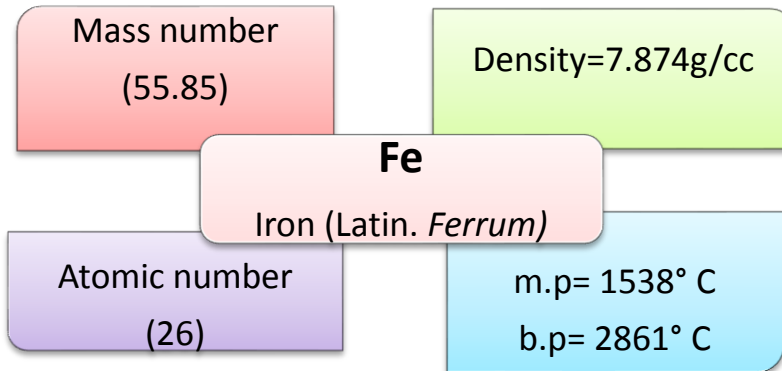 Mass number
(55.85)
Density=7.874g/cc
Fe
Iron (Latin. Ferrum)
Atomic number
(26)
m.p= 1538° C
b.p= 2861° C